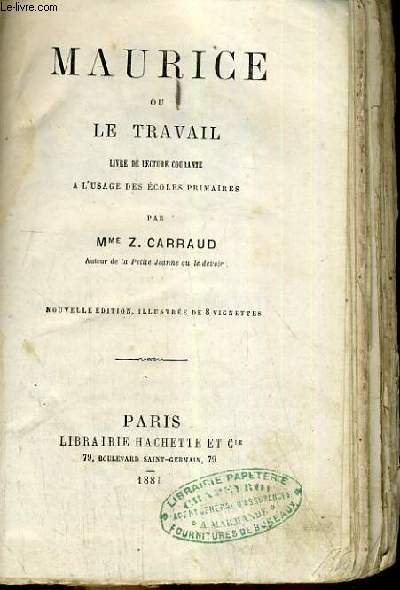 Le-livre.com
MAURICE
OU
LE TRAVAIL
LIVRE DE LECTURE COURANTE
A L'USAGE DES ÉCOLES PRIMAIRES
PAR
MME Z. CARRAUD
Auteur de la Petite Jeanne ou le devoir.
NOUVELLE ÉDITION, ILLUSTRÉE DE 8 VIGNETTES
PARIS
LIBRAIRIE HACHETTE ET CIE
79, BOULEVARD SAINT-GERMAIN, 79
1881
LIBRAIRIE PAPETERIE
A MARMANDE
FOURNITURES DE BUREAUX